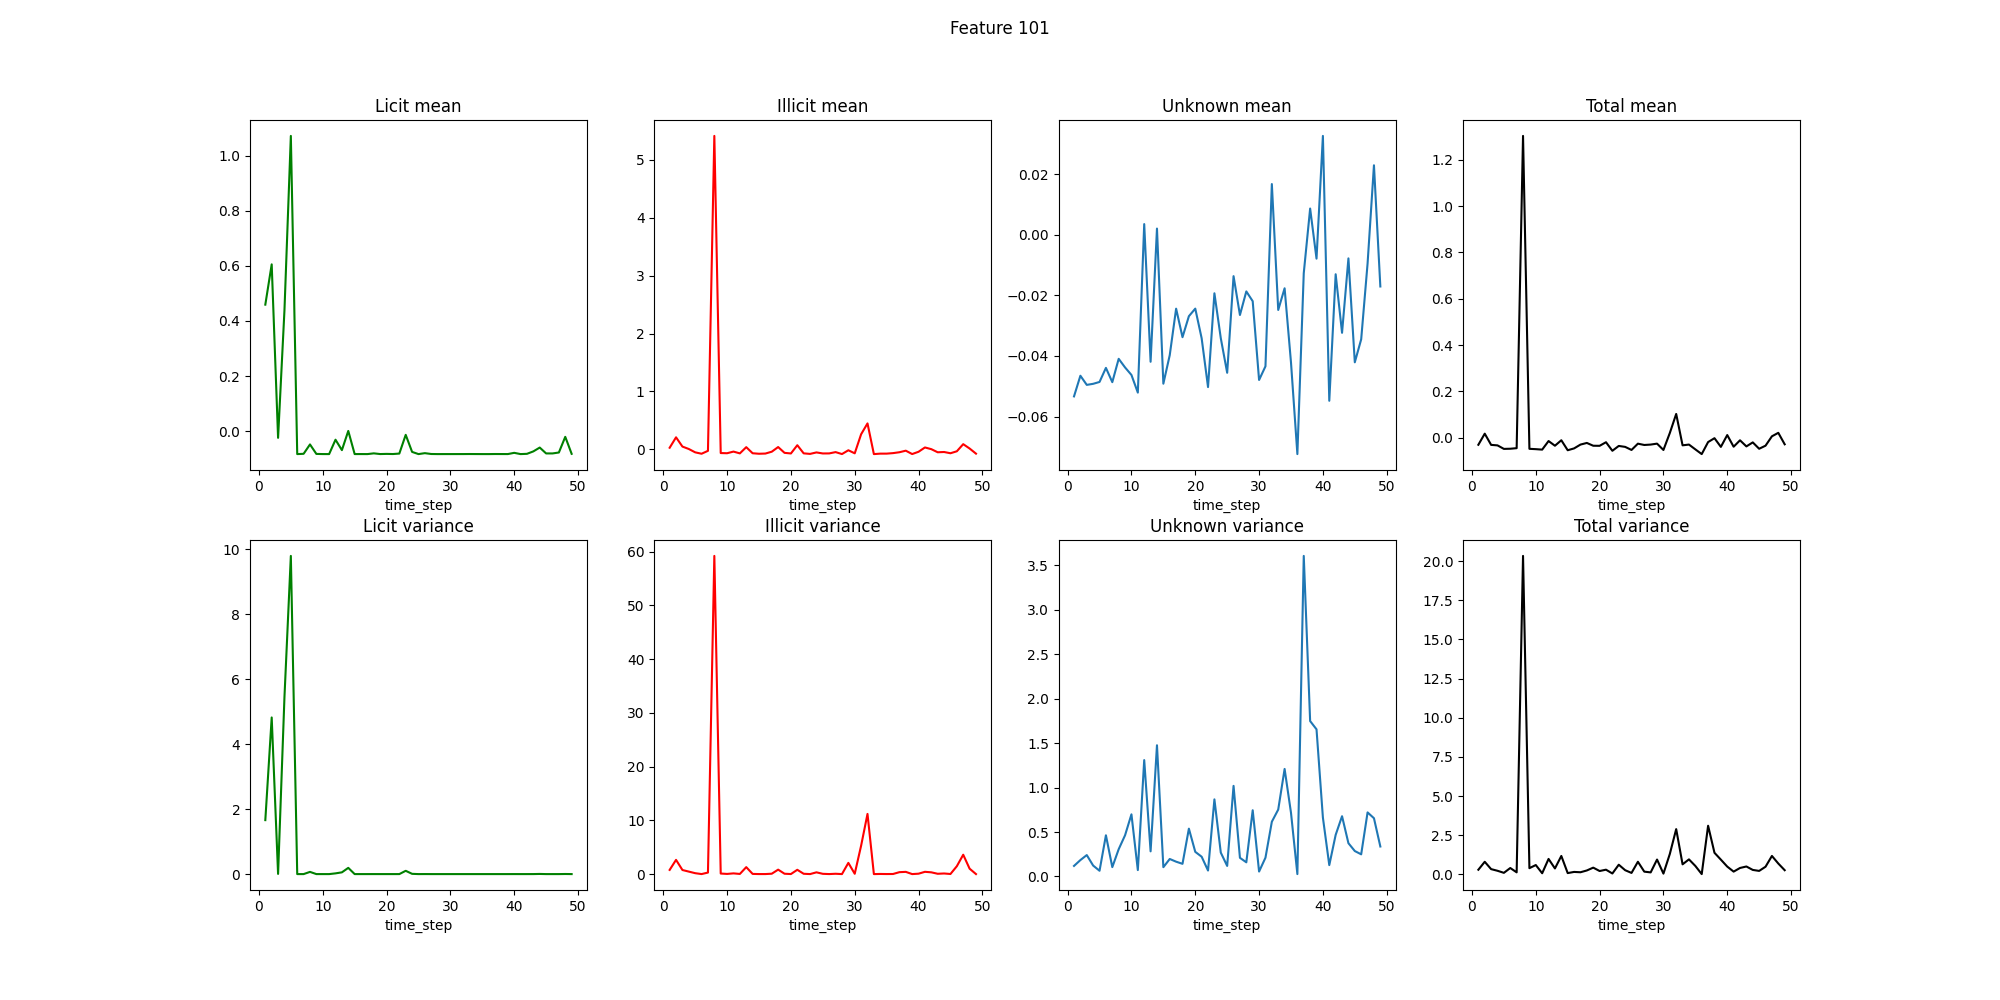 Feature 101
Licit mean
Illicit mean
Unknown mean
Total mean
1.0
0.8
0.6
0.4
0.2
0.0
0 10 20 30 40 50
time_step
5
4
3
2
1
0
0 10 20 30 40 50
time_step
0.02
0.00
−0.02
−0.04
−0.06
0 10 20 30 40 50
time_step
1.2
1.0
0.8
0.6
0.4
0.2
0.0
0 10 20 30 40 50
time_step
Licit variance
Illicit variance
Unknown variance
Total variance
10
8
6
4
2
0
0 10 20 30 40 50
time_step
60
50
40
30
20
10
0
0 10 20 30 40 50
time_step
3.5
3.0
2.5
2.0
1.5
1.0
0.5
0.0
0 10 20 30 40 50
time_step
20.0
17.5
15.0
12.5
10.0
7.5
5.0
2.5
0.0
0 10 20 30 40 50
time_step